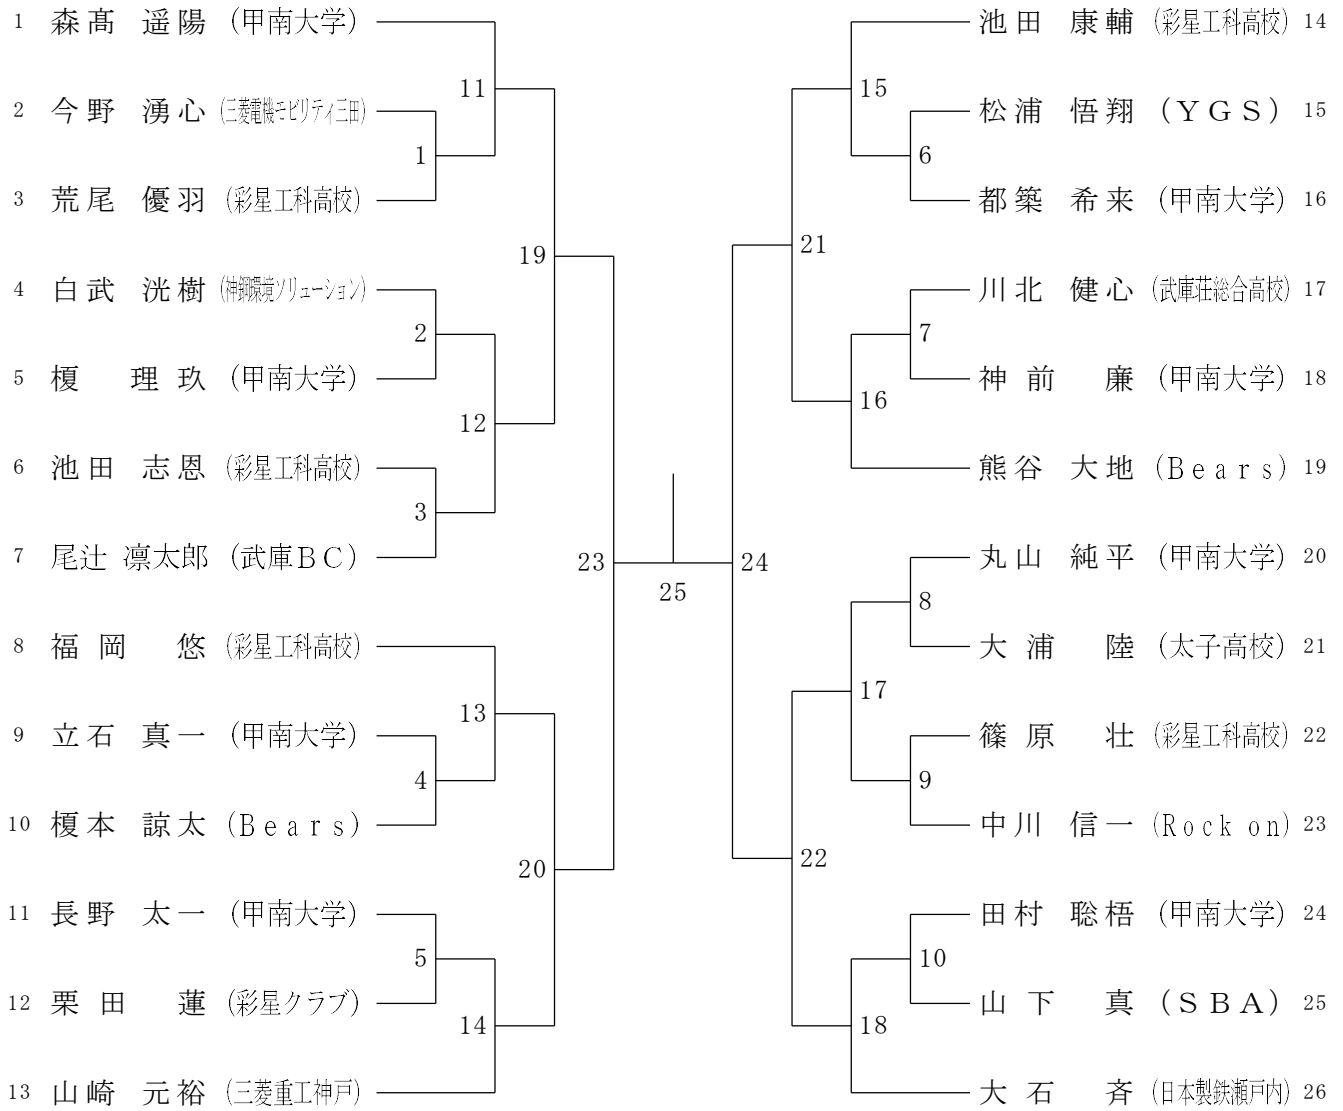 1 森髙 遥陽 (甲南大学)
2 今野 湧心 (三菱電機モビリティ三田)
3 荒尾 優羽 (彩星工科高校)
4 白武 洸樹 (神鋼環境ソリューション)
5 榎 理玖 (甲南大学)
6 池田 志恩 (彩星工科高校)
7 尾辻 凛太郎 (武庫BC)
8 福岡 悠 (彩星工科高校)
9 立石 真一 (甲南大学)
10 榎本 諒太 (Bears)
11 長野 太一 (甲南大学)
12 栗田 蓮 (彩星クラブ)
13 山崎 元裕 (三菱重工神戸)
11
1
19
2
12
3
23
13
4
20
5
14
25
15
6
21
7
16
24
8
17
9
22
10
18
池田 康輔 (彩星工科高校) 14
松浦 悟翔 (YGS) 15
都築 希来 (甲南大学) 16
川北 健心 (武庫荘総合高校) 17
神前 廉 (甲南大学) 18
熊谷 大地 (Bears) 19
丸山 純平 (甲南大学) 20
大浦 陸 (太子高校) 21
篠原 壮 (彩星工科高校) 22
中川 信一 (Rock on) 23
田村 聡梧 (甲南大学) 24
山下 真 (SBA) 25
大石 斉 (日本製鉄瀬戸内) 26